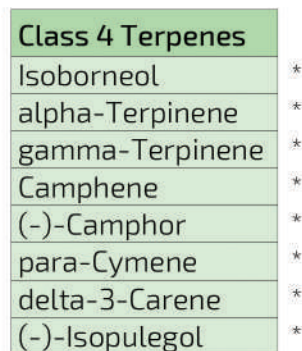 Class 4 Terpenes
Isoborneol *
alpha-Terpinene *
gamma-Terpinene *
Camphene *
(-)-Camphor *
para-Cymene *
delta-3-Carene *
(-)-Isopulegol *